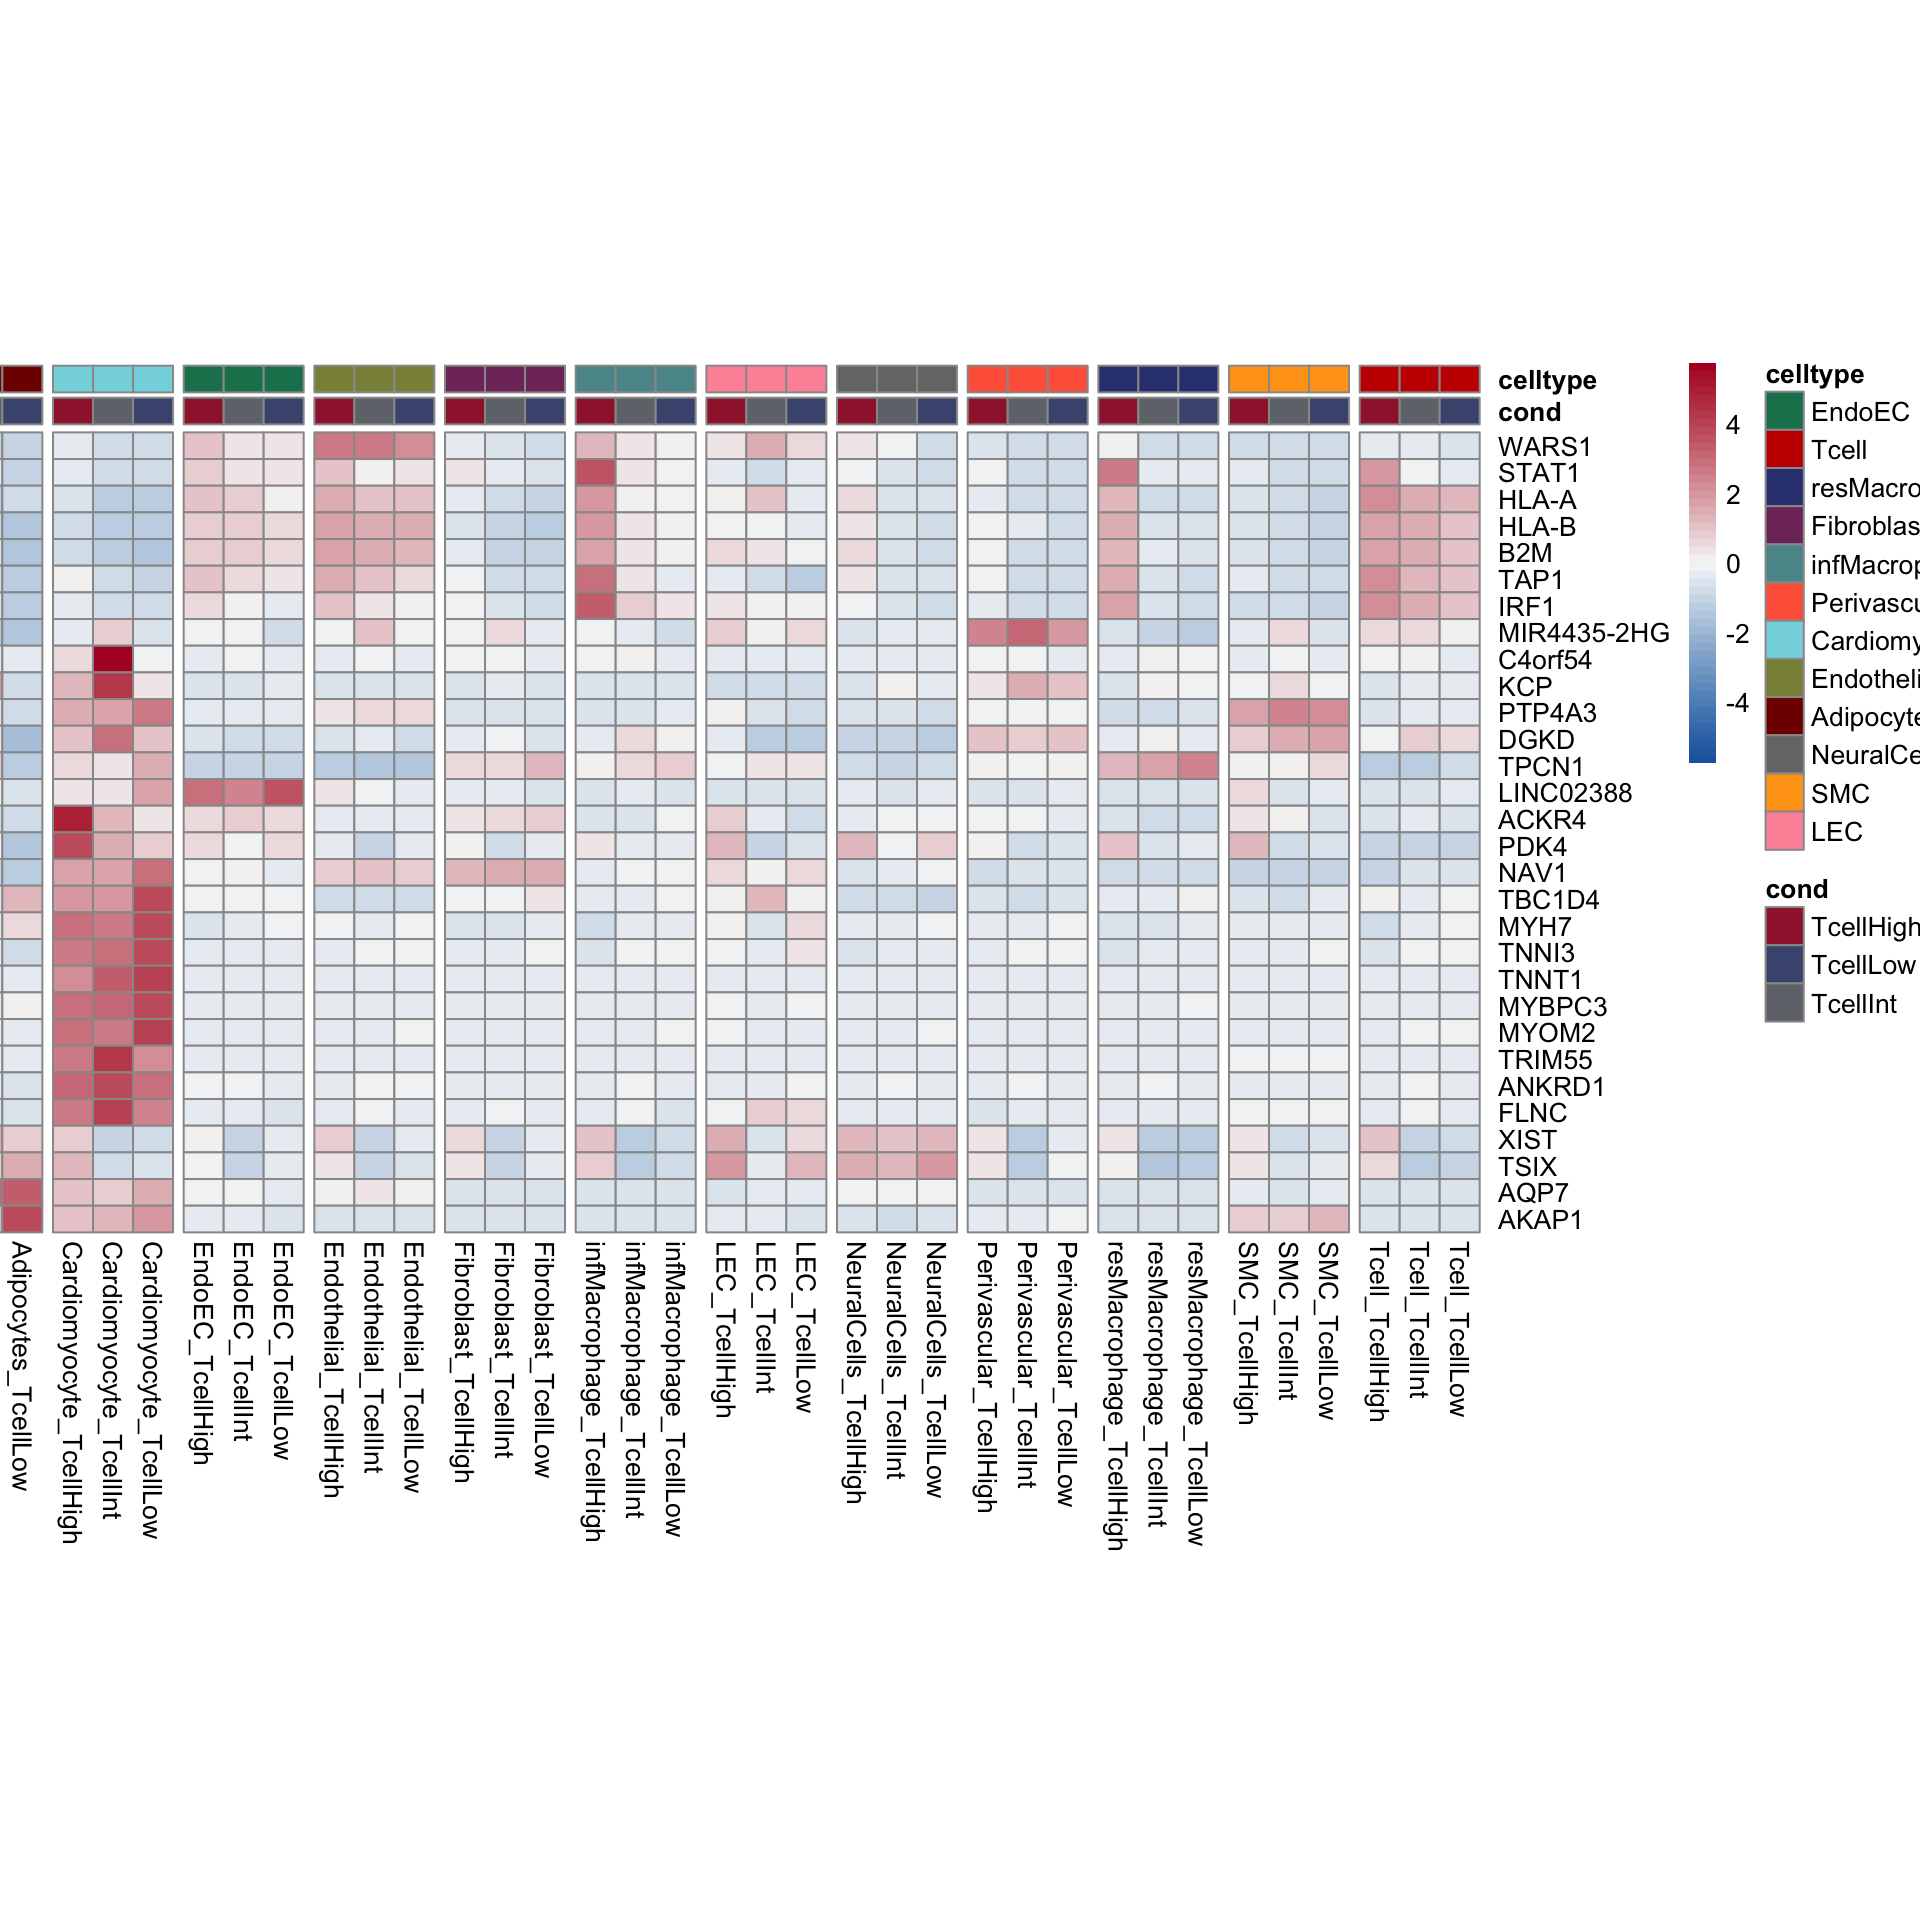 celltype
cond
WARS1
STAT1
HLA-A
HLA-B
B2M
TAP1
IRF1
MIR4435-2HG
C4orf54
KCP
PTP4A3
DGKD
TPCN1
LINC02388
ACKR4
PDK4
NAV1
TBC1D4
MYH7
TNNI3
TNNT1
MYBPC3
MYOM2
TRIM55
ANKRD1
FLNC
XIST
TSIX
AQP7
AKAP1
Adipocytes_TcellLow
Cardiomyocyte_TcellHigh
Cardiomyocyte_TcellInt
Cardiomyocyte_TcellLow
EndoEC_TcellHigh
EndoEC_TcellInt
EndoEC_TcellLow
Endothelial_TcellHigh
Endothelial_TcellInt
Endothelial_TcellLow
Fibroblast_TcellHigh
Fibroblast_TcellInt
Fibroblast_TcellLow
infMacrophage_TcellHigh
infMacrophage_TcellInt
infMacrophage_TcellLow
LEC_TcellHigh
LEC_TcellInt
LEC_TcellLow
NeuralCells_TcellHigh
NeuralCells_TcellInt
NeuralCells_TcellLow
Perivascular_TcellHigh
Perivascular_TcellInt
Perivascular_TcellLow
resMacrophage_TcellHigh
resMacrophage_TcellInt
resMacrophage_TcellLow
SMC_TcellHigh
SMC_TcellInt
SMC_TcellLow
Tcell_TcellHigh
Tcell_TcellInt
Tcell_TcellLow
4
2
0
-2
-4
celltype
EndoEC
Tcell
resMacro
Fibroblas
infMacrop
Perivascu
Cardiomy
Endotheli
Adipocyte
NeuralCe
SMC
LEC
cond
TcellHigh
TcellLow
TcellInt